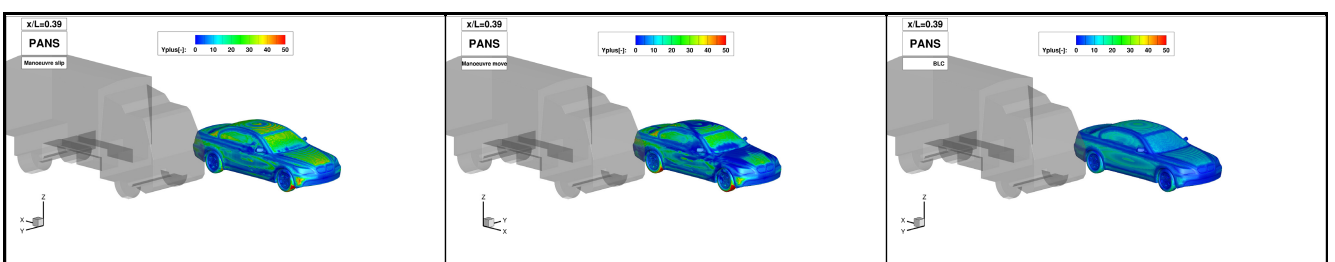 x/L=0.39
PANS
Manoeuvre slip
Yplus[-]: 0 10 20 30 40 50
Z
X
Y
x/L=0.39
PANS
Manoeuvre move
Yplus[-]: 0 10 20 30 40 50
Z
Y
X
x/L=0.39
PANS
BLC
Yplus[-]: 0 10 20 30 40 50
Z
X
Y